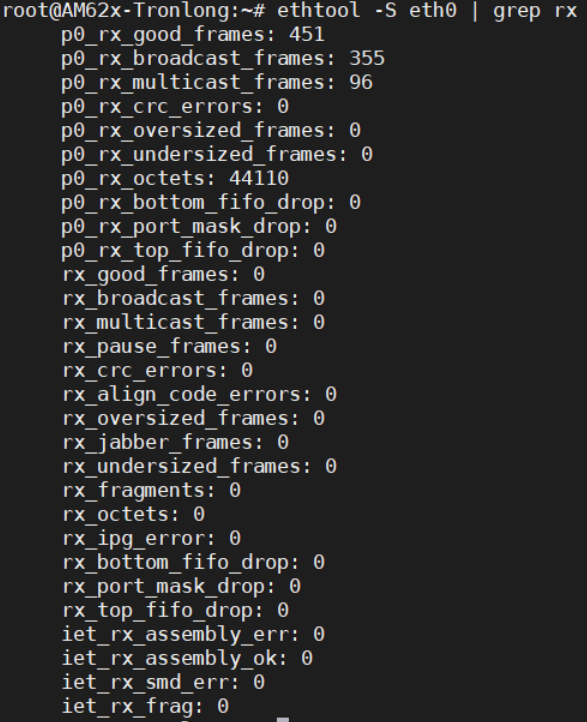 root@AM62x-Tronlong:~# ethtool -S eth0 | grep rx
p0_rx_good_frames: 451
p0_rx_broadcast_frames: 355
p0_rx_multicast_frames: 96
p0_rx_crc_errors: 0
p0_rx_oversized_frames: 0
p0_rx_undersized_frames: 0
p0_rx_octets: 44110
p0_rx_bottom_fifo_drop: 0
p0_rx_port_mask_drop: 0
p0_rx_top_fifo_drop: 0
rx_good_frames: 0
rx_broadcast_frames: 0
rx_multicast_frames: 0
rx_pause_frames: 0
rx_crc_errors: 0
rx_align_code_errors: 0
rx_oversized_frames: 0
rx_jabber_frames: 0
rx_undersized_frames: 0
rx_fragments: 0
rx_octets: 0
rx_ipg_error: 0
rx_bottom_fifo_drop: 0
rx_port_mask_drop: 0
rx_top_fifo_drop: 0
iet_rx_assembly_err: 0
iet_rx_assembly_ok: 0
iet_rx_smd_err: 0
iet_rx_frag: 0